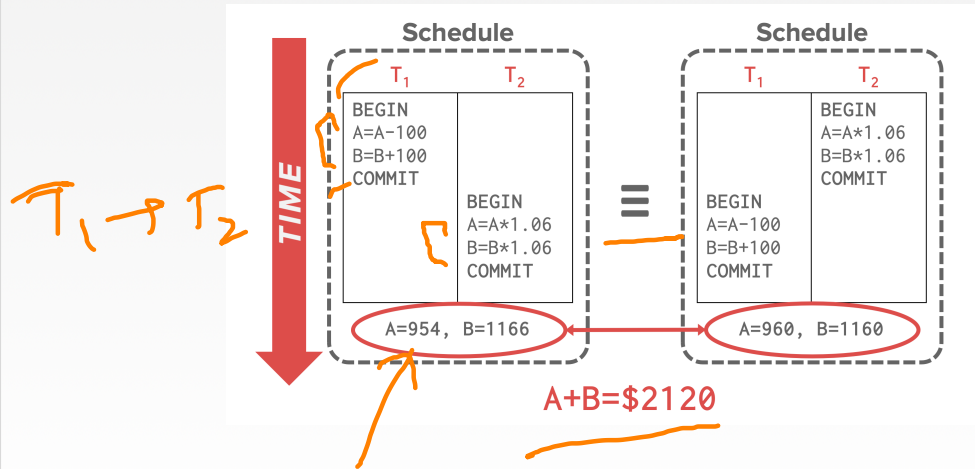 Schedule
T1 T2
BEGIN
A=A-100
B=B+100
COMMIT
BEGIN
A=A*1.06
B=B*1.06
COMMIT
A=954, B=1166
TIME
T1 → T2
≡
Schedule
T1 T2
BEGIN
A=A*1.06
B=B*1.06
COMMIT
BEGIN
A=A-100
B=B+100
COMMIT
A=960, B=1160
A+B=$2120